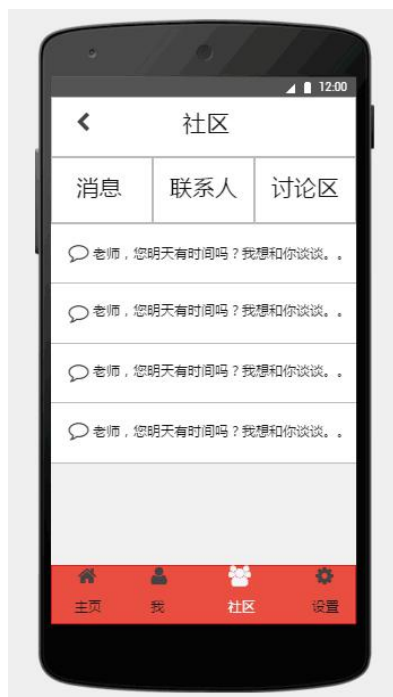 12:00
社区
消息 联系人 讨论区
老师，您明天有时间吗？我想和你谈谈。。
老师，您明天有时间吗？我想和你谈谈。。
老师，您明天有时间吗？我想和你谈谈。。
老师，您明天有时间吗？我想和你谈谈。。
主页 我 社区 设置